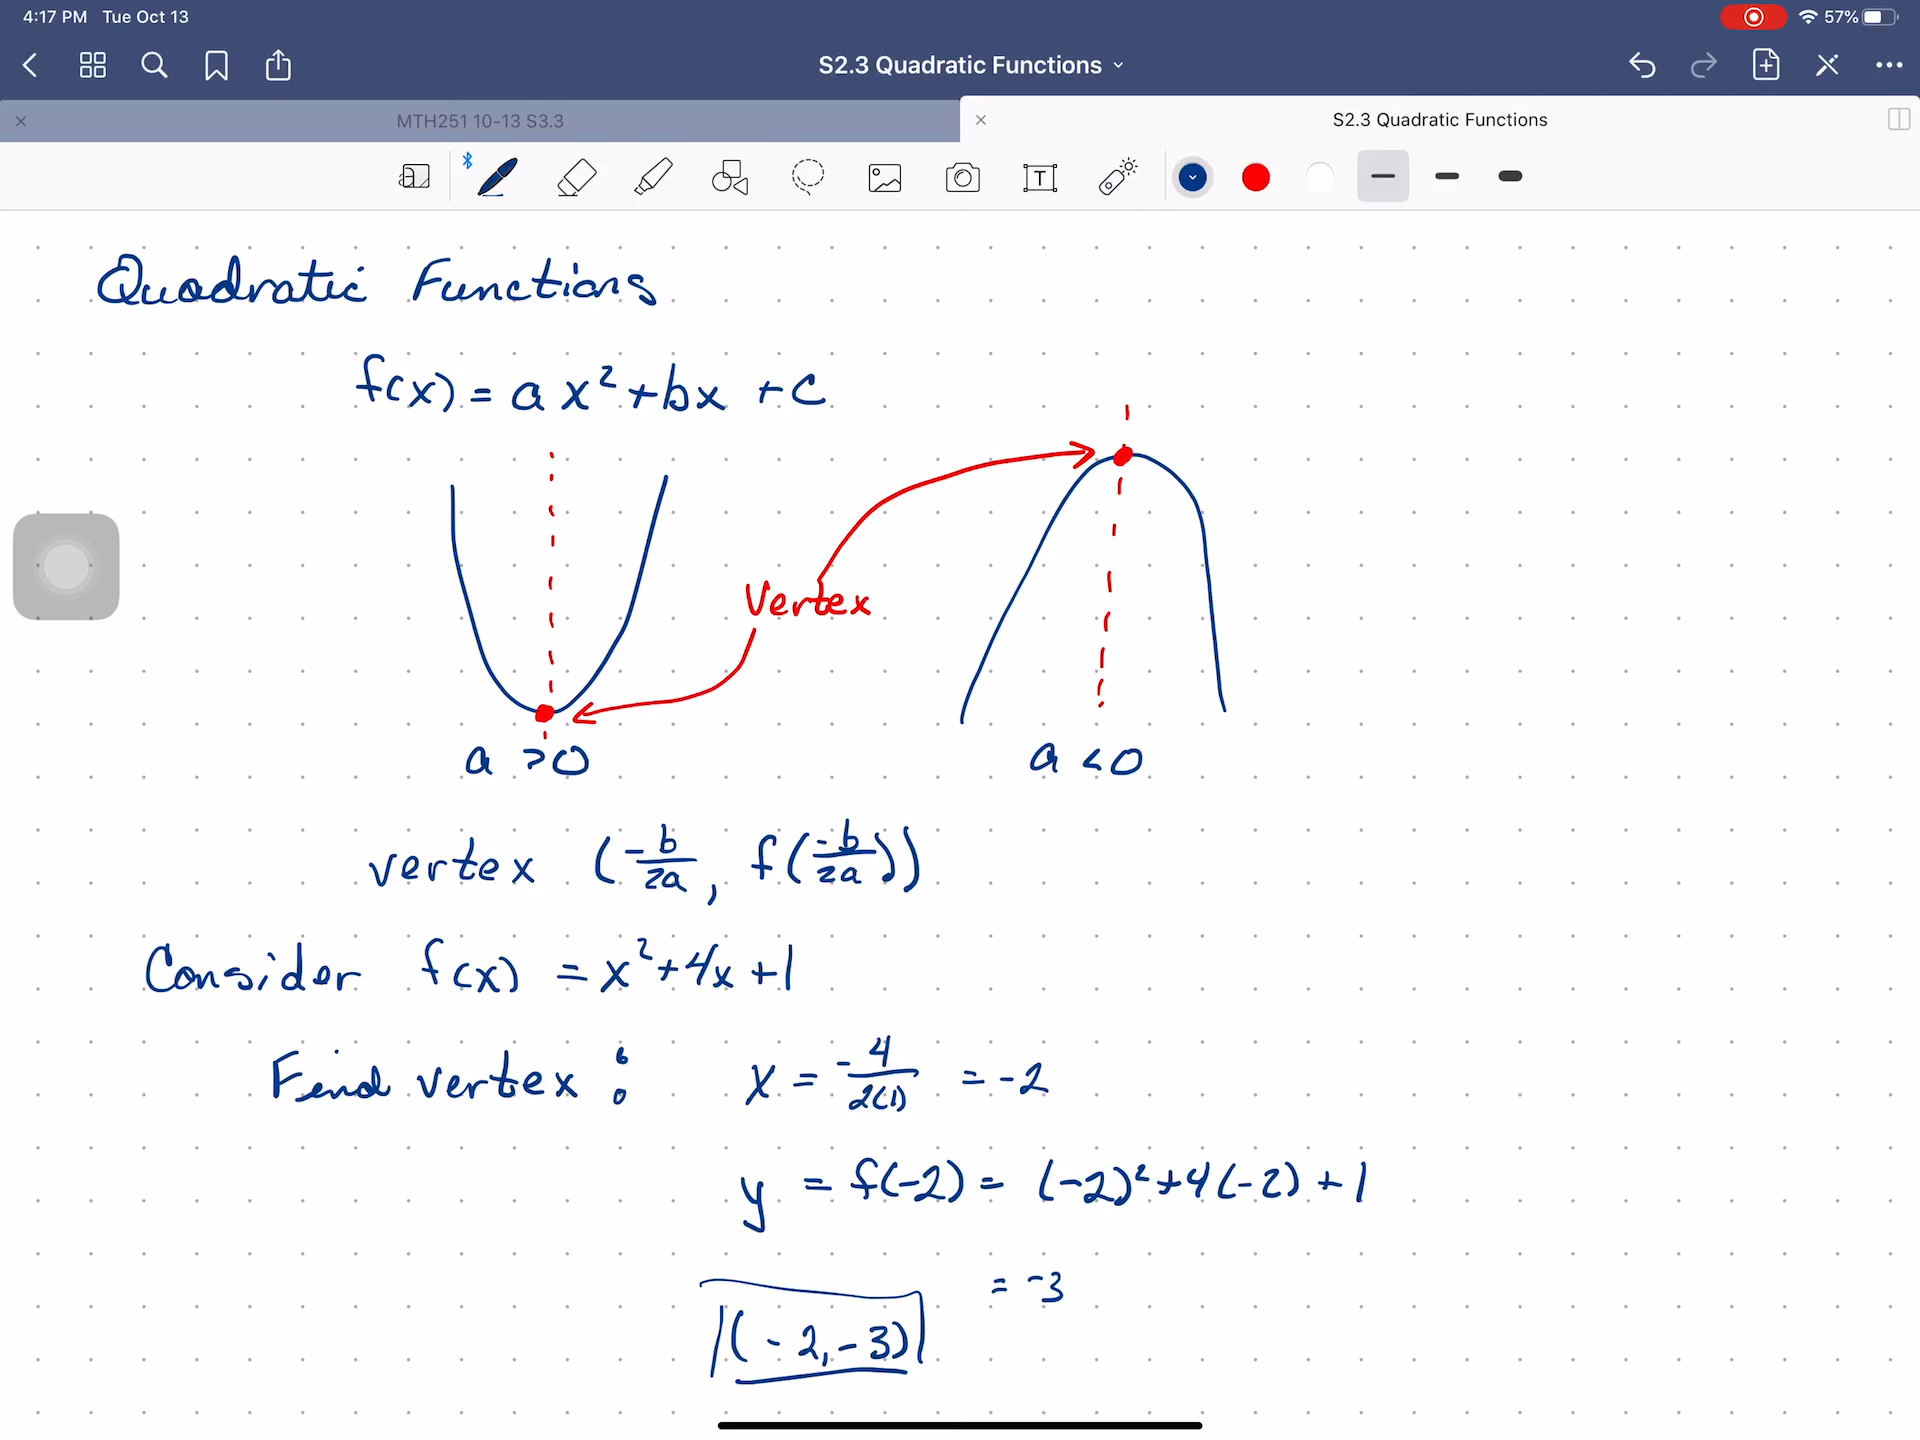 4:17 PM Tue Oct 13
57%
S2.3 Quadratic Functions
MTH251 10-13 S3.3
S2.3 Quadratic Functions
Quadratic Functions
f(x) = ax² + bx + c
Vertex
a > 0
a < 0
vertex (-b/2a, f(-b/2a))
Consider f(x) = x² + 4x + 1
Find vertex : x = -4/2(1) = -2
y = f(-2) = (-2)² + 4(-2) + 1
= -3
(-2, -3)